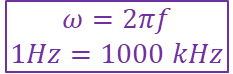 ω = 2πf
1Hz = 1000 kHz